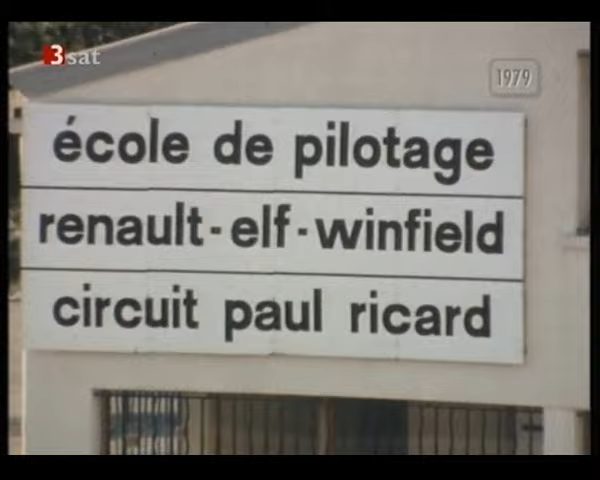 3sat
1979
école de pilotage
renault-elf-winfield
circuit paul ricard